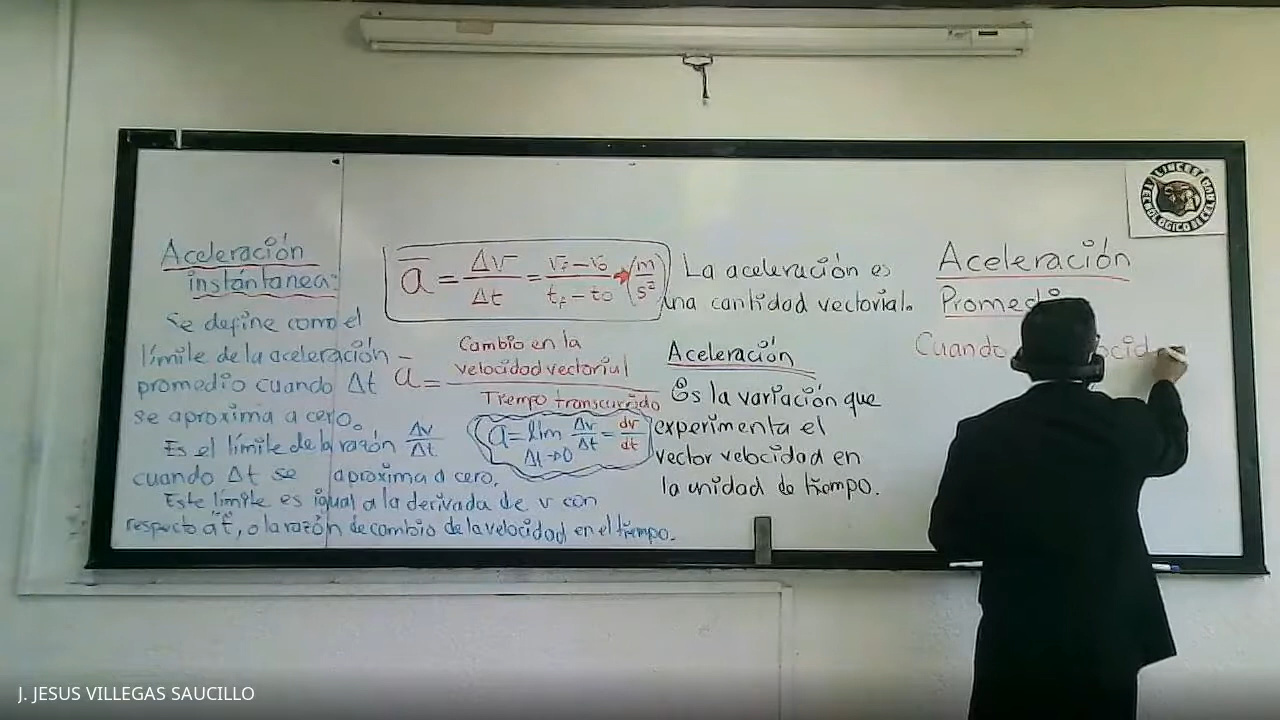 Aceleración
instántanea:
Se define como el
límite de la aceleración
promedio cuando Δt
se aproxima a cero.
Es el límite de la razón Δv/Δt
cuando Δt se aproxima a cero.
Este límite es igual a la derivada de v con
respecto a "t", o la razón de cambio de la velocidad en el tiempo.
a̅ = Δv/Δt = (vF − vo)/(tF − to) → (m/s²)
a̅ = Cambio en la
velocidad vectorial
Tiempo transcurrido
a = lím Δv/Δt = dv/dt
Δt→0
La aceleración es
una cantidad vectorial.
Aceleración
Es la variación que
experimenta el
vector velocidad en
la unidad de tiempo.
Aceleración
Cuando
LINCES
J. JESUS VILLEGAS SAUCILLO